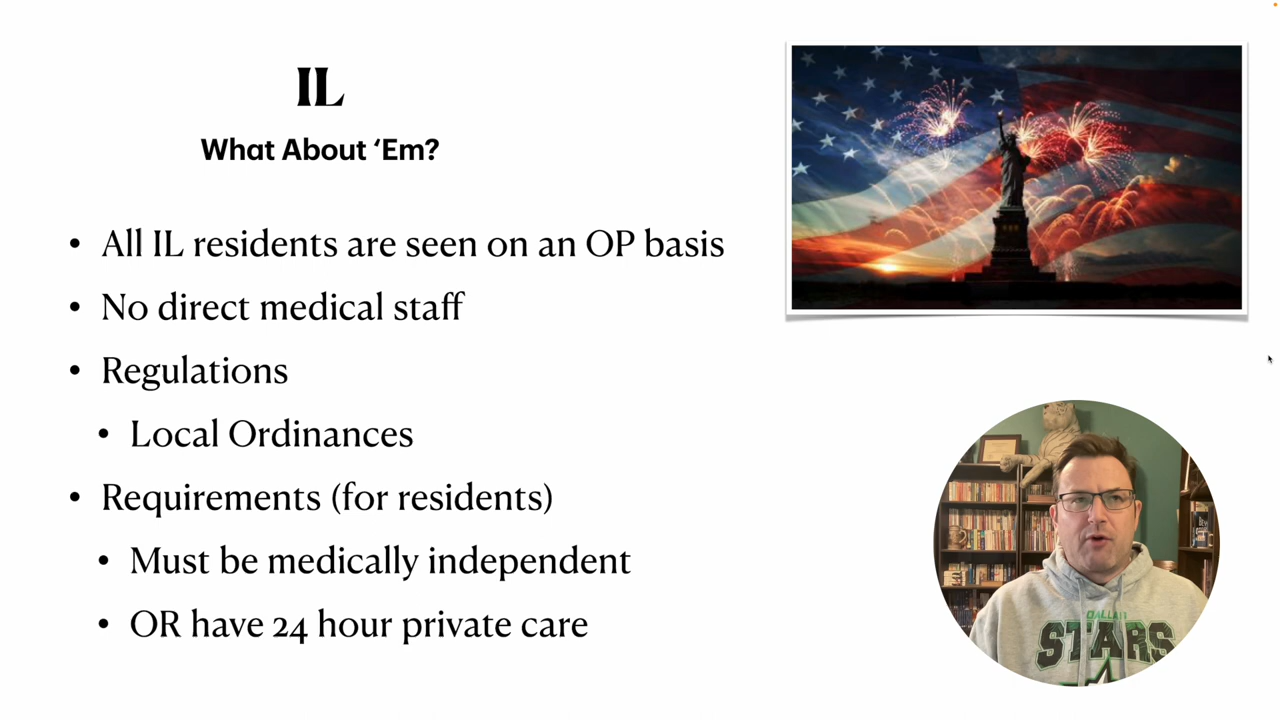 IL
What About ‘Em?
• All IL residents are seen on an OP basis
• No direct medical staff
• Regulations
• Local Ordinances
• Requirements (for residents)
• Must be medically independent
• OR have 24 hour private care
DALLAS
STARS